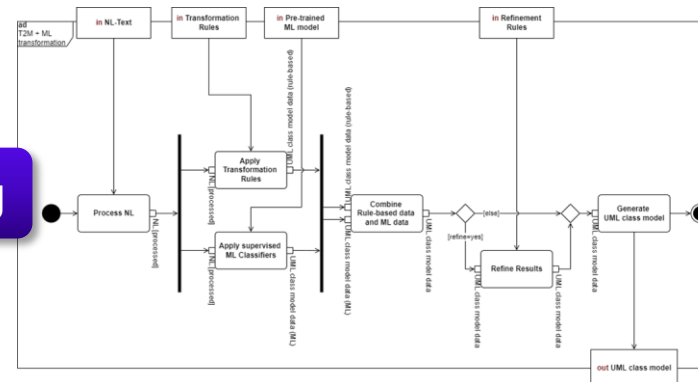 ad
T2M + ML
transformation
in NL-Text
in Transformation
Rules
in Pre-trained
ML model
in Refinement
Rules
UML class model data (rule-based)
UML class model data (rule-based)
Process NL
NL [processed]
NL [processed]
Apply
Transformation
Rules
NL [processed]
Apply supervised
ML Classifiers
UML class model data (ML)
UML class model data (ML)
Combine
Rule-based data
and ML data
UML class model data
[else]
[refine=yes]
UML class model data
Refine Results
UML class model data
UML class model data
Generate
UML class model
out UML class model